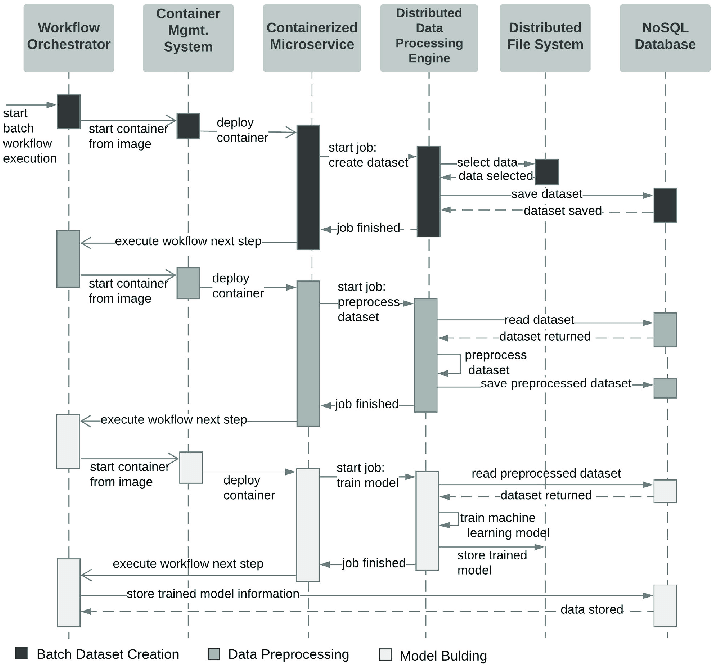 Workflow
Orchestrator
Container
Mgmt.
System
Containerized
Microservice
Distributed
Data
Processing
Engine
Distributed
File System
NoSQL
Database
start
batch
workflow
execution
start container
from image
deploy
container
start job:
create dataset
select data
data selected
save dataset
dataset saved
job finished
execute wokflow next step
start container
from image
deploy
container
start job:
preprocess
dataset
read dataset
dataset returned
preprocess
dataset
save preprocessed dataset
job finished
execute wokflow next step
start container
from image
deploy
container
start job:
train model
read preprocessed dataset
dataset returned
train machine
learning model
store trained
model
job finished
execute workflow next step
store trained model information
data stored
Batch Dataset Creation
Data Preprocessing
Model Bulding